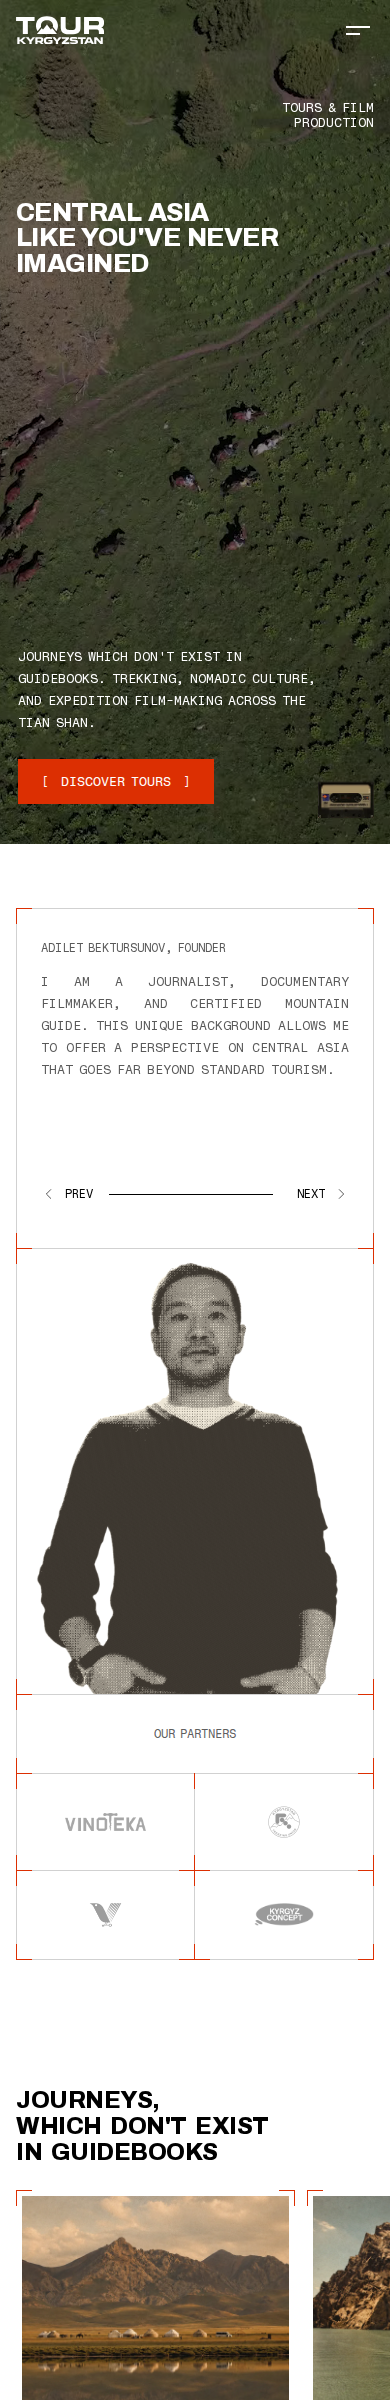 TOUR
KYRGYZSTAN
TOURS & FILM
PRODUCTION
CENTRAL ASIA
LIKE YOU'VE NEVER
IMAGINED
JOURNEYS WHICH DON'T EXIST IN
GUIDEBOOKS. TREKKING, NOMADIC CULTURE,
AND EXPEDITION FILM-MAKING ACROSS THE
TIAN SHAN.
[ DISCOVER TOURS ]
ADILET BEKTURSUNOV, FOUNDER
I AM A JOURNALIST, DOCUMENTARY
FILMMAKER, AND CERTIFIED MOUNTAIN
GUIDE. THIS UNIQUE BACKGROUND ALLOWS ME
TO OFFER A PERSPECTIVE ON CENTRAL ASIA
THAT GOES FAR BEYOND STANDARD TOURISM.
PREV
NEXT
OUR PARTNERS
VINOTEKA
KYRGYZ
CONCEPT
JOURNEYS,
WHICH DON'T EXIST
IN GUIDEBOOKS